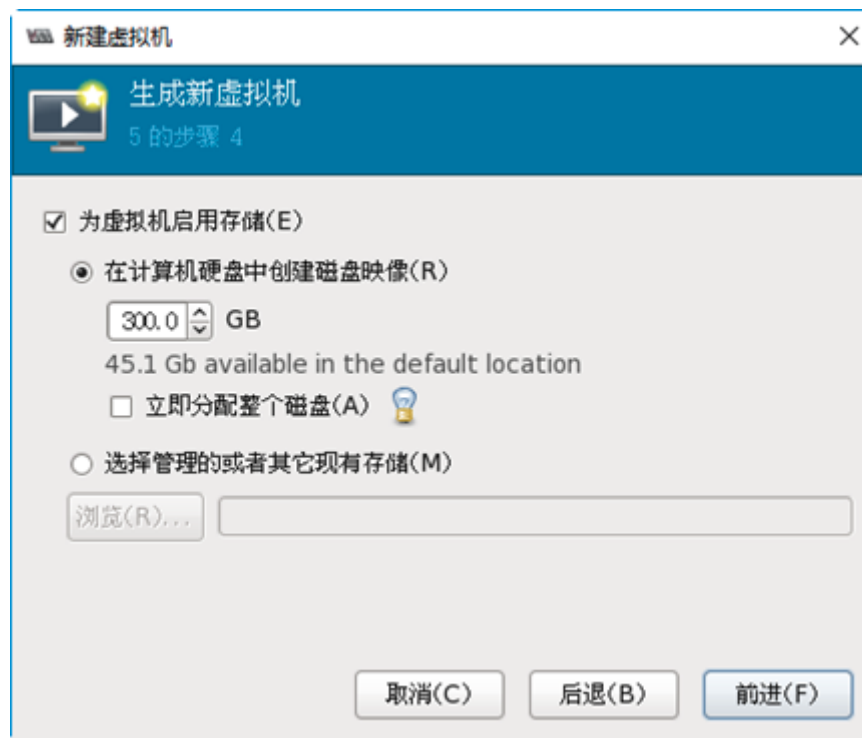 新建虚拟机
生成新虚拟机
5 的步骤 4
为虚拟机启用存储(E)
在计算机硬盘中创建磁盘映像(R)
300.0 GB
45.1 Gb available in the default location
立即分配整个磁盘(A)
选择管理的或者其它现有存储(M)
浏览(R)...
取消(C) 后退(B) 前进(F)